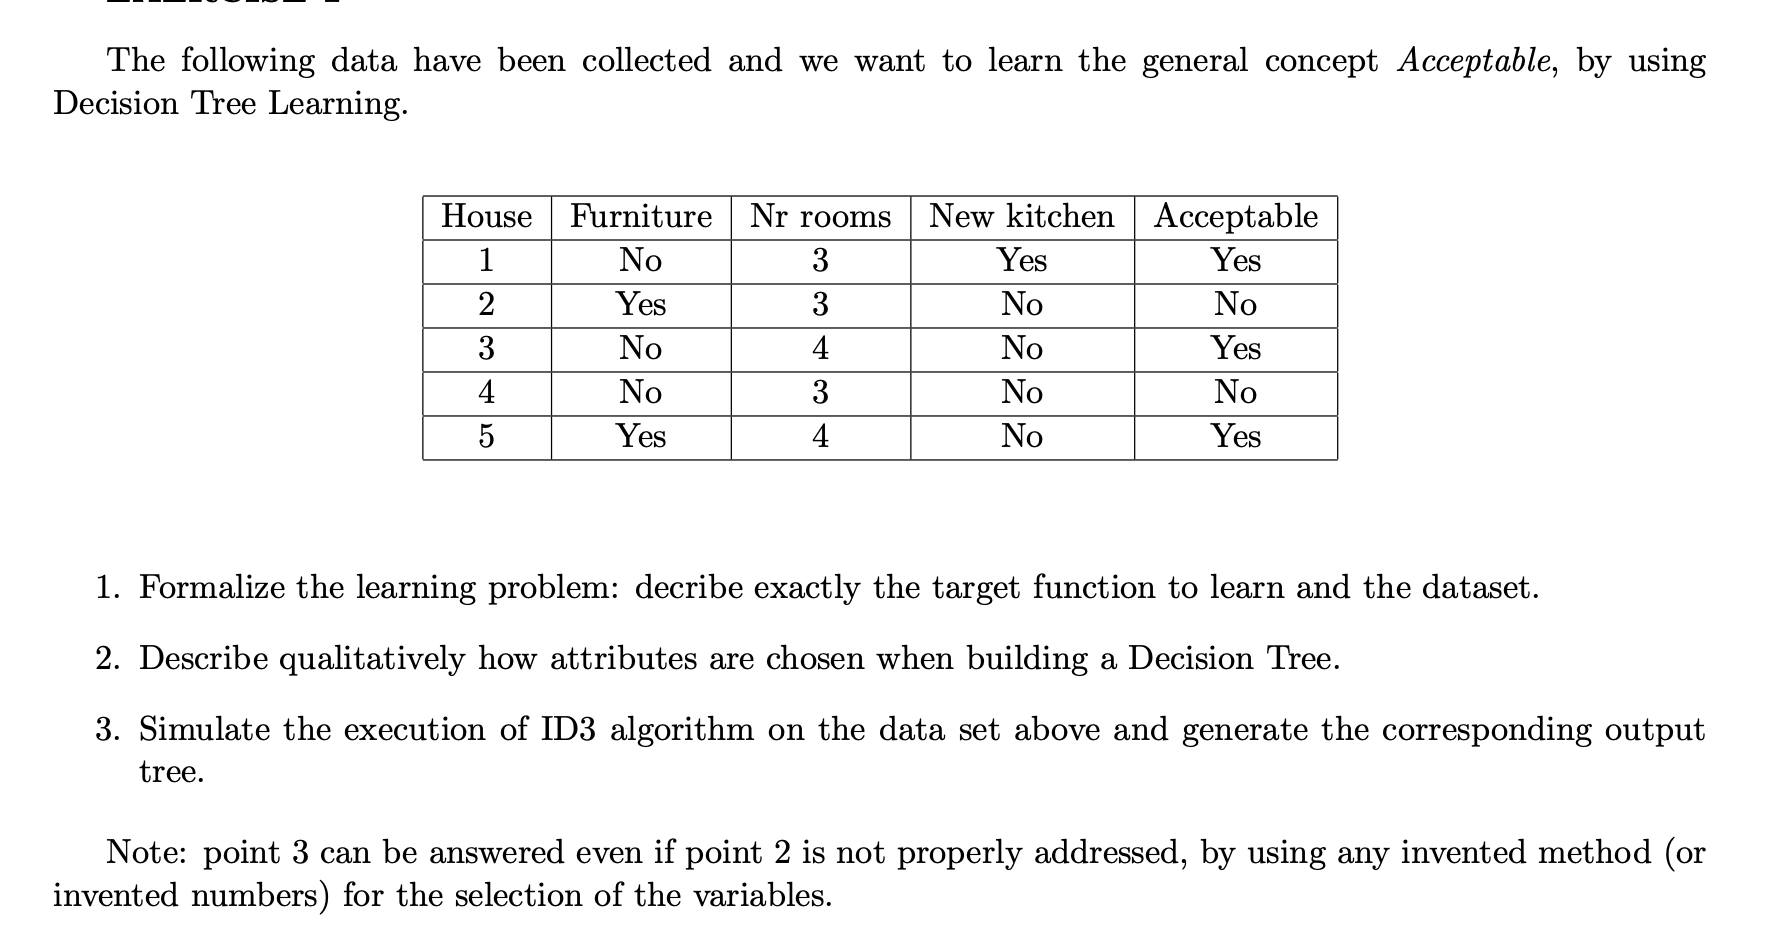 The following data have been collected and we want to learn the general concept Acceptable, by using
Decision Tree Learning.
House Furniture Nr rooms New kitchen Acceptable
1 No 3 Yes Yes
2 Yes 3 No No
3 No 4 No Yes
4 No 3 No No
5 Yes 4 No Yes
1. Formalize the learning problem: decribe exactly the target function to learn and the dataset.
2. Describe qualitatively how attributes are chosen when building a Decision Tree.
3. Simulate the execution of ID3 algorithm on the data set above and generate the corresponding output
tree.
Note: point 3 can be answered even if point 2 is not properly addressed, by using any invented method (or
invented numbers) for the selection of the variables.